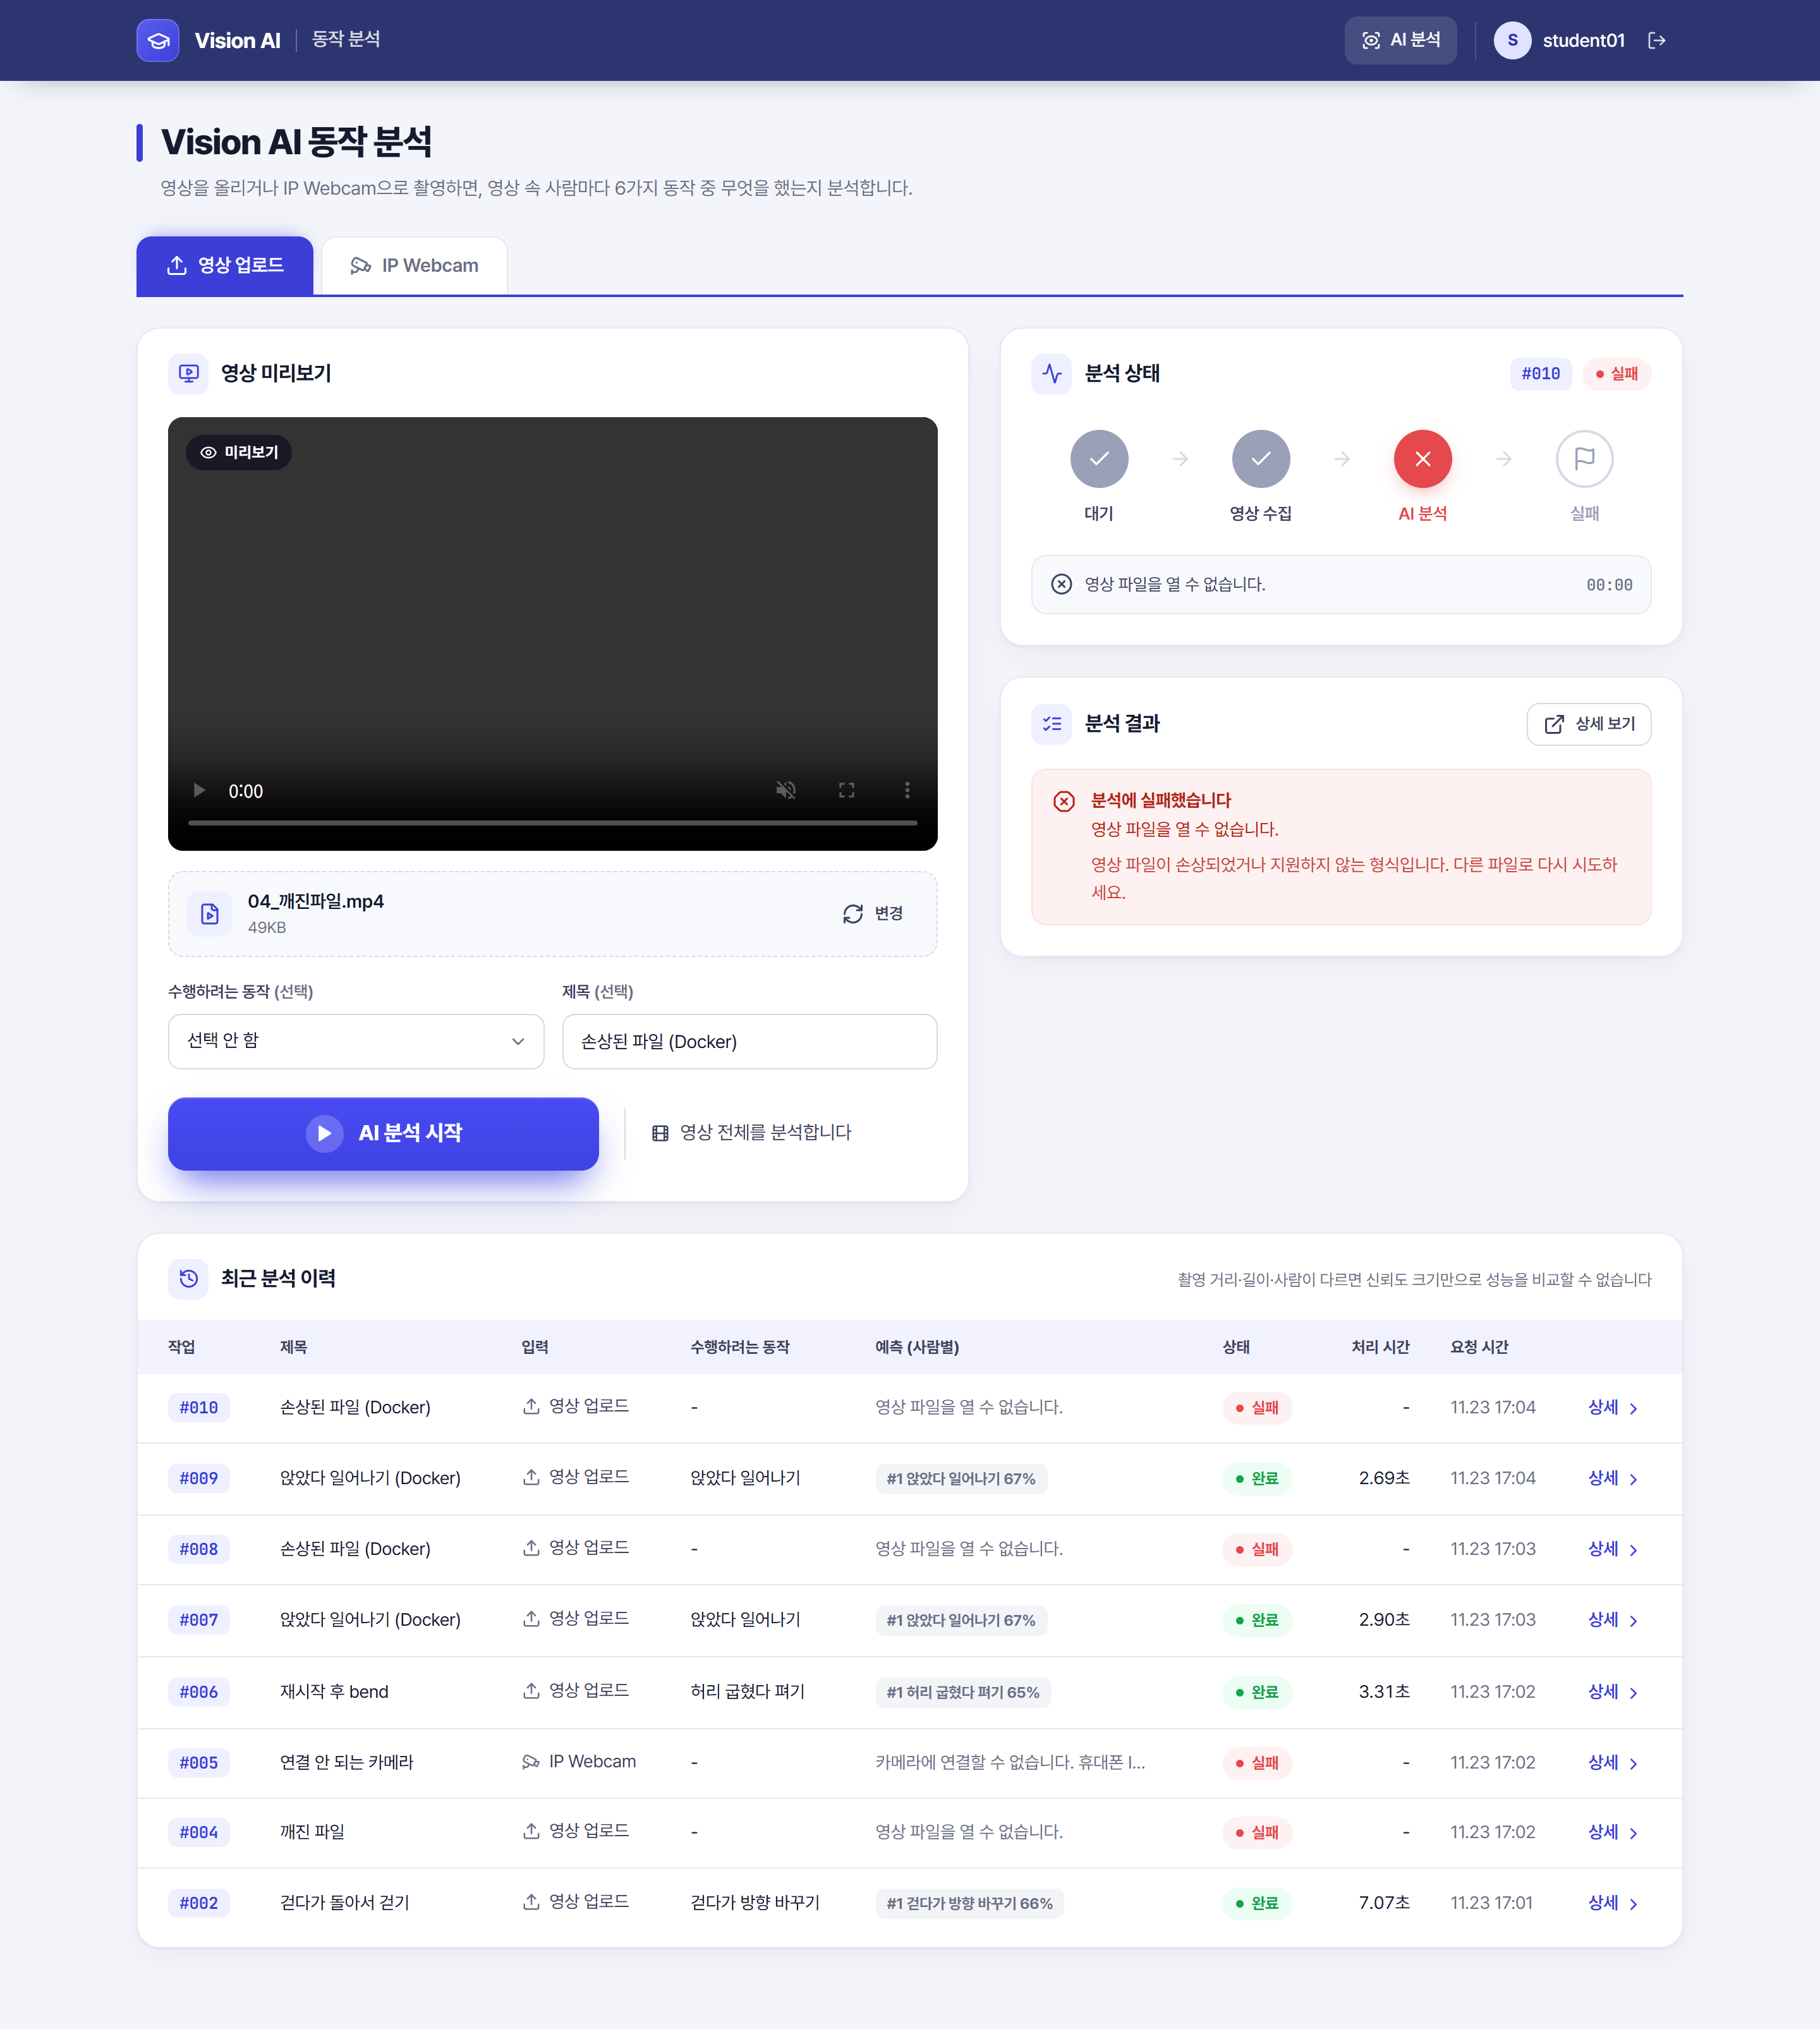 Vision AI | 동작 분석
AI 분석
S student01
Vision AI 동작 분석
영상을 올리거나 IP Webcam으로 촬영하면, 영상 속 사람마다 6가지 동작 중 무엇을 했는지 분석합니다.
영상 업로드
IP Webcam
영상 미리보기
미리보기
0:00
04_깨진파일.mp4
49KB
변경
수행하려는 동작 (선택)
제목 (선택)
선택 안 함
손상된 파일 (Docker)
AI 분석 시작
영상 전체를 분석합니다
분석 상태
#010
실패
대기
영상 수집
AI 분석
실패
영상 파일을 열 수 없습니다.
00:00
분석 결과
상세 보기
분석에 실패했습니다
영상 파일을 열 수 없습니다.
영상 파일이 손상되었거나 지원하지 않는 형식입니다. 다른 파일로 다시 시도하
세요.
최근 분석 이력
촬영 거리·길이·사람이 다르면 신뢰도 크기만으로 성능을 비교할 수 없습니다
작업 제목 입력 수행하려는 동작 예측 (사람별) 상태 처리 시간 요청 시간
#010 손상된 파일 (Docker) 영상 업로드 - 영상 파일을 열 수 없습니다. 실패 - 11.23 17:04 상세
#009 앉았다 일어나기 (Docker) 영상 업로드 앉았다 일어나기 #1 앉았다 일어나기 67% 완료 2.69초 11.23 17:04 상세
#008 손상된 파일 (Docker) 영상 업로드 - 영상 파일을 열 수 없습니다. 실패 - 11.23 17:03 상세
#007 앉았다 일어나기 (Docker) 영상 업로드 앉았다 일어나기 #1 앉았다 일어나기 67% 완료 2.90초 11.23 17:03 상세
#006 재시작 후 bend 영상 업로드 허리 굽혔다 펴기 #1 허리 굽혔다 펴기 65% 완료 3.31초 11.23 17:02 상세
#005 연결 안 되는 카메라 IP Webcam - 카메라에 연결할 수 없습니다. 휴대폰 I... 실패 - 11.23 17:02 상세
#004 깨진 파일 영상 업로드 - 영상 파일을 열 수 없습니다. 실패 - 11.23 17:02 상세
#002 걷다가 돌아서 걷기 영상 업로드 걷다가 방향 바꾸기 #1 걷다가 방향 바꾸기 66% 완료 7.07초 11.23 17:01 상세